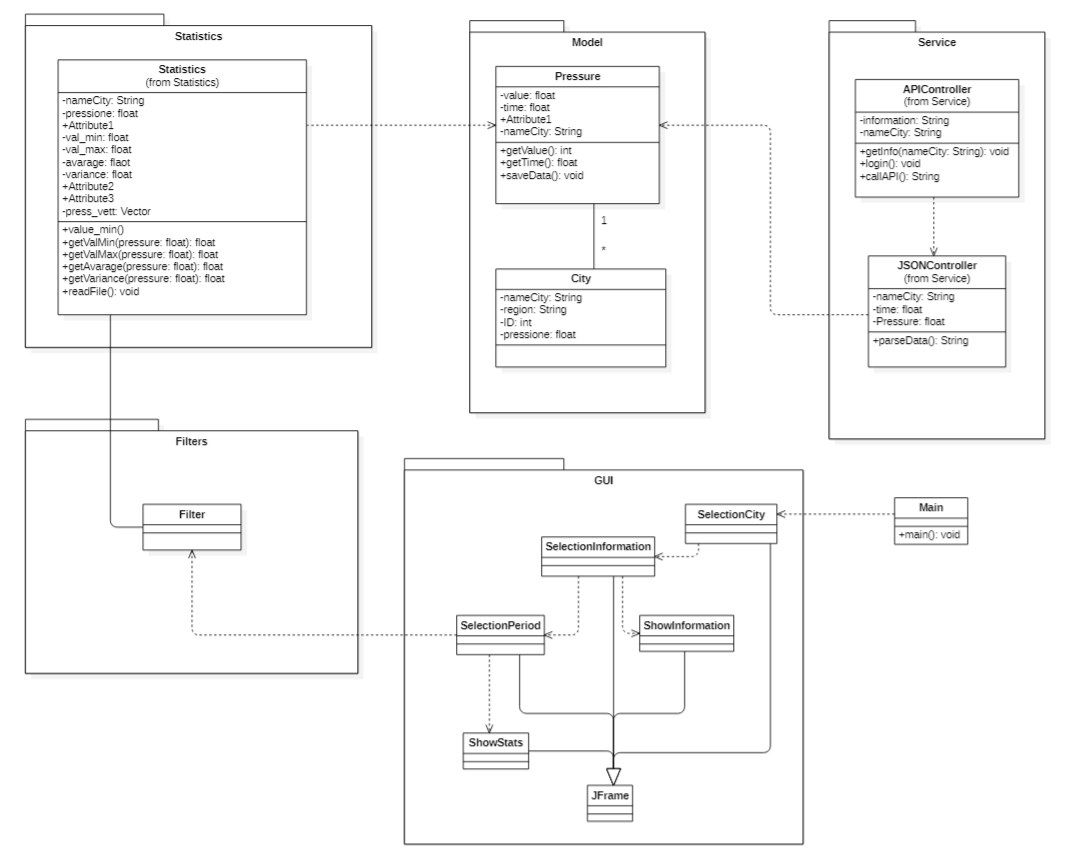 Statistics
Statistics
(from Statistics)
-nameCity: String
-pressione: float
+Attribute1
-val_min: float
-val_max: float
-avarage: flaot
-variance: float
+Attribute2
+Attribute3
-press_vett: Vector
+value_min()
+getValMin(pressure: float): float
+getValMax(pressure: float): float
+getAvarage(pressure: float): float
+getVariance(pressure: float): float
+readFile(): void
Model
Pressure
-value: float
-time: float
+Attribute1
-nameCity: String
+getValue(): int
+getTime(): float
+saveData(): void
1
*
City
-nameCity: String
-region: String
-ID: int
-pressione: float
Service
APIController
(from Service)
-information: String
-nameCity: String
+getInfo(nameCity: String): void
+login(): void
+callAPI(): String
JSONController
(from Service)
-nameCity: String
-time: float
-Pressure: float
+parseData(): String
Filters
Filter
GUI
SelectionCity
SelectionInformation
SelectionPeriod
ShowInformation
ShowStats
JFrame
Main
+main(): void